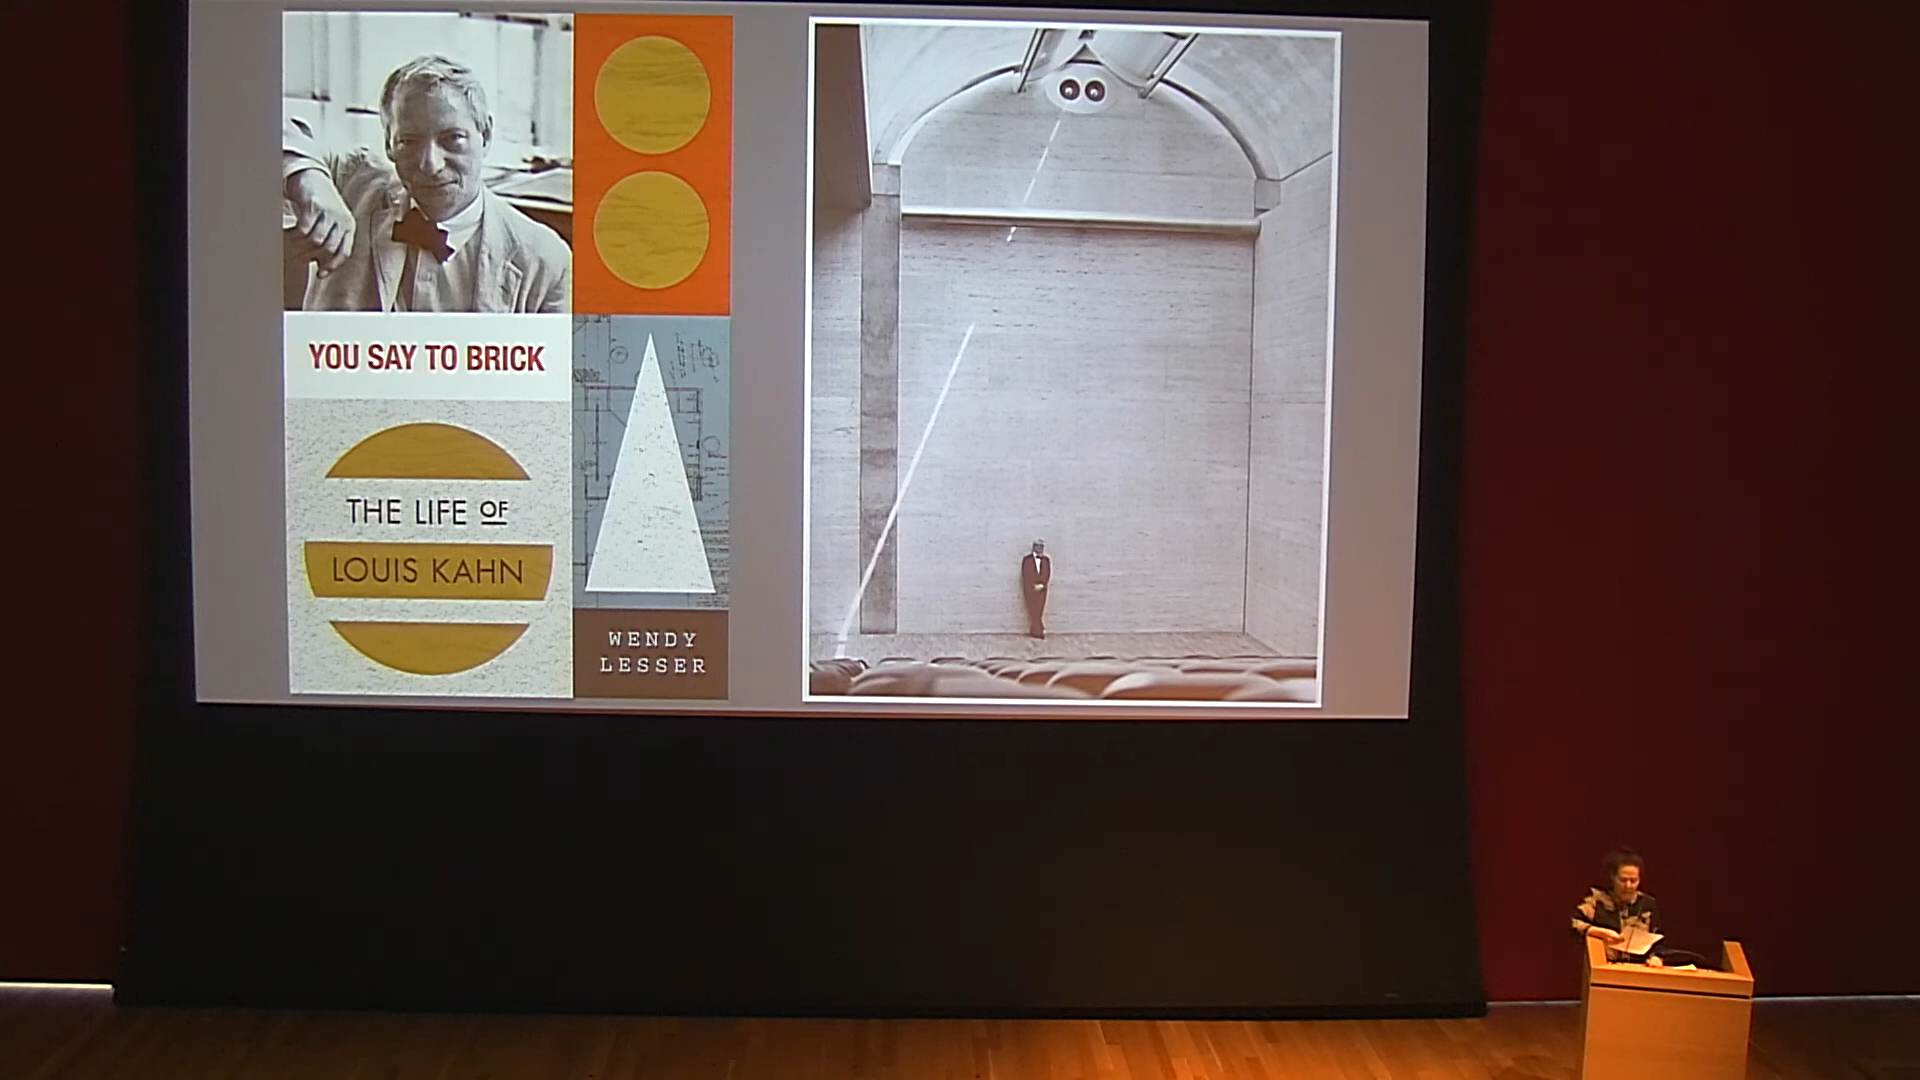 YOU SAY TO BRICK
THE LIFE OF
LOUIS KAHN
WENDY
LESSER